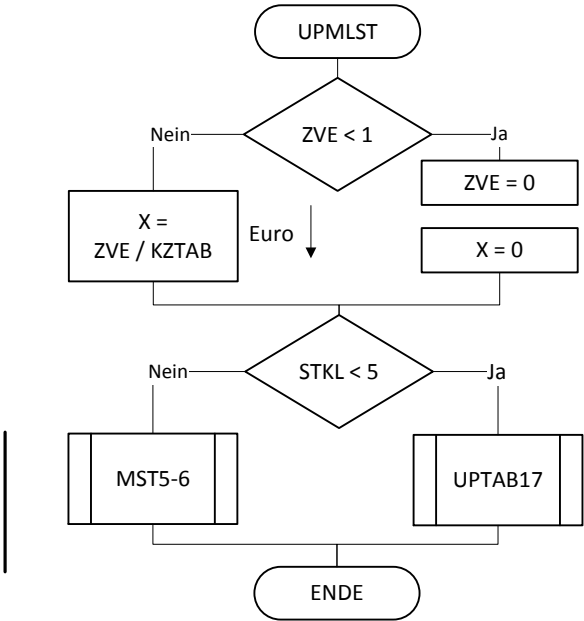 UPMLST
ZVE < 1
Nein
Ja
ZVE = 0
X =
ZVE / KZTAB
Euro
X = 0
STKL < 5
Nein
Ja
MST5-6
UPTAB17
ENDE